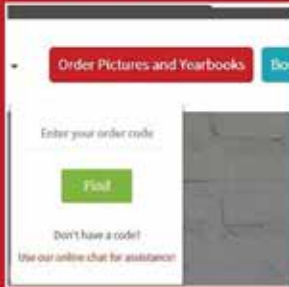 Order Pictures and Yearbooks
Enter your order code
Find
Don't have a code?
Use our online chat for assistance!